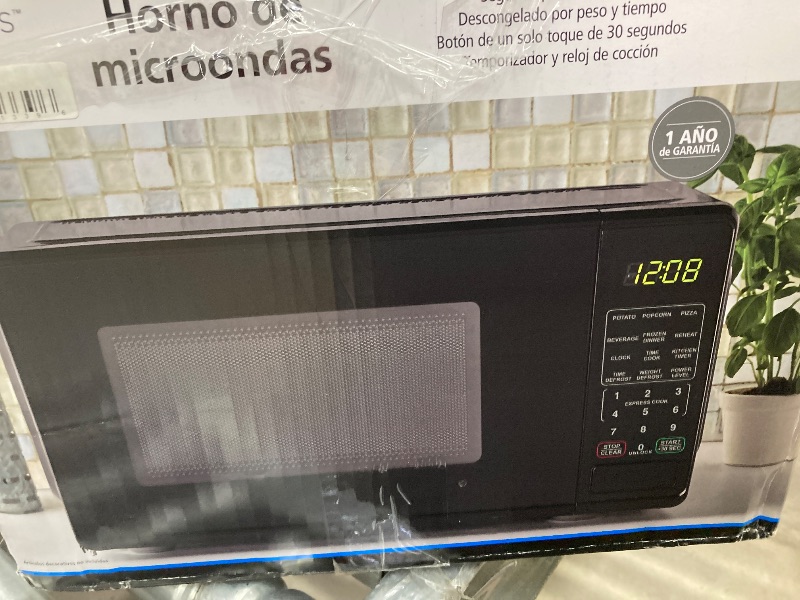 Horno de
microondas
Descongelado por peso y tiempo
Botón de un solo toque de 30 segundos
Temporizador y reloj de cocción
1 AÑO
de GARANTÍA
12:08
POTATO POPCORN PIZZA
BEVERAGE FROZEN DINNER REHEAT
CLOCK TIME COOK KITCHEN TIMER
TIME DEFROST WEIGHT DEFROST POWER LEVEL
1 2 3
EXPRESS COOK
4 5 6
7 8 9
STOP CLEAR 0 UNLOCK START +30 SEC